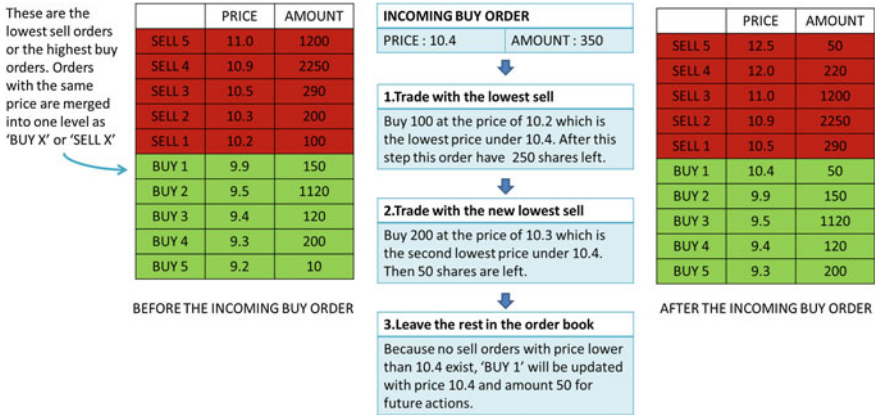 These are the
lowest sell orders
or the highest buy
orders. Orders
with the same
price are merged
into one level as
‘BUY X’ or ‘SELL X’
PRICE AMOUNT
SELL 5 11.0 1200
SELL 4 10.9 2250
SELL 3 10.5 290
SELL 2 10.3 200
SELL 1 10.2 100
BUY 1 9.9 150
BUY 2 9.5 1120
BUY 3 9.4 120
BUY 4 9.3 200
BUY 5 9.2 10
BEFORE THE INCOMING BUY ORDER
INCOMING BUY ORDER
PRICE : 10.4 AMOUNT : 350
1.Trade with the lowest sell
Buy 100 at the price of 10.2 which is
the lowest price under 10.4. After this
step this order have 250 shares left.
2.Trade with the new lowest sell
Buy 200 at the price of 10.3 which is
the second lowest price under 10.4.
Then 50 shares are left.
3.Leave the rest in the order book
Because no sell orders with price lower
than 10.4 exist, ‘BUY 1’ will be updated
with price 10.4 and amount 50 for
future actions.
PRICE AMOUNT
SELL 5 12.5 50
SELL 4 12.0 220
SELL 3 11.0 1200
SELL 2 10.9 2250
SELL 1 10.5 290
BUY 1 10.4 50
BUY 2 9.9 150
BUY 3 9.5 1120
BUY 4 9.4 120
BUY 5 9.3 200
AFTER THE INCOMING BUY ORDER